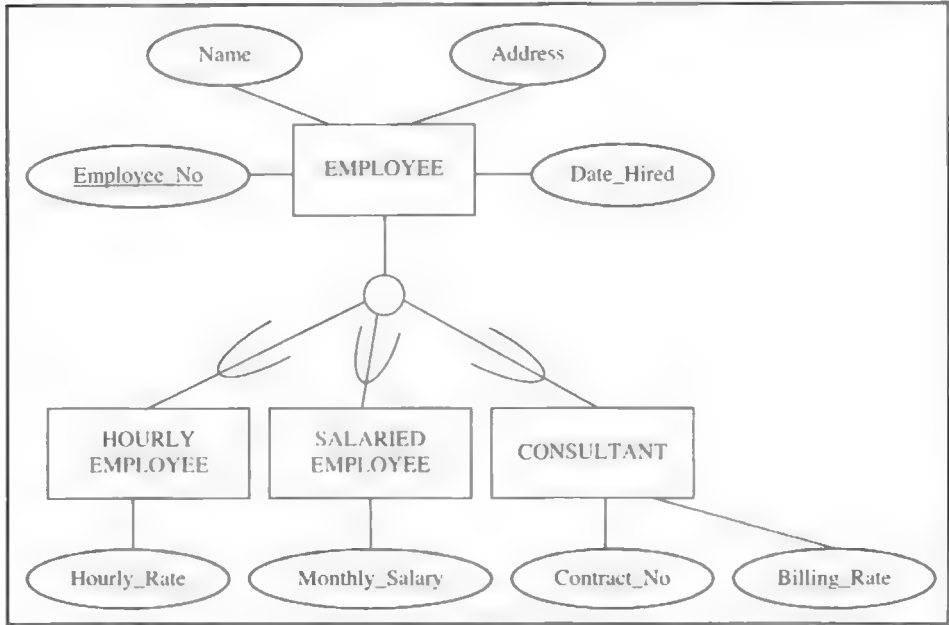 Name
Address
EMPLOYEE
Employee_No
Date_Hired
HOURLY
EMPLOYEE
SALARIED
EMPLOYEE
CONSULTANT
Hourly_Rate
Monthly_Salary
Contract_No
Billing_Rate